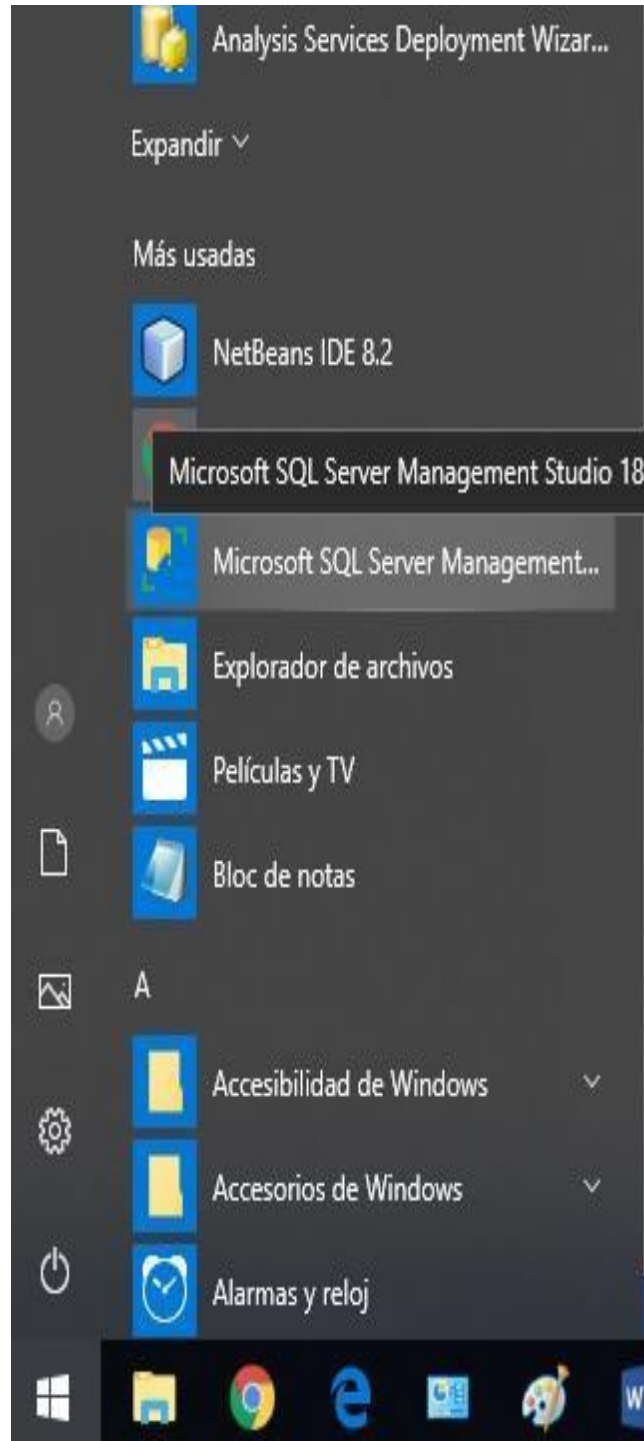 Analysis Services Deployment Wizar...
Expandir
Más usadas
NetBeans IDE 8.2
Microsoft SQL Server Management Studio 18
Microsoft SQL Server Management...
Explorador de archivos
Películas y TV
Bloc de notas
A
Accesibilidad de Windows
Accesorios de Windows
Alarmas y reloj
W